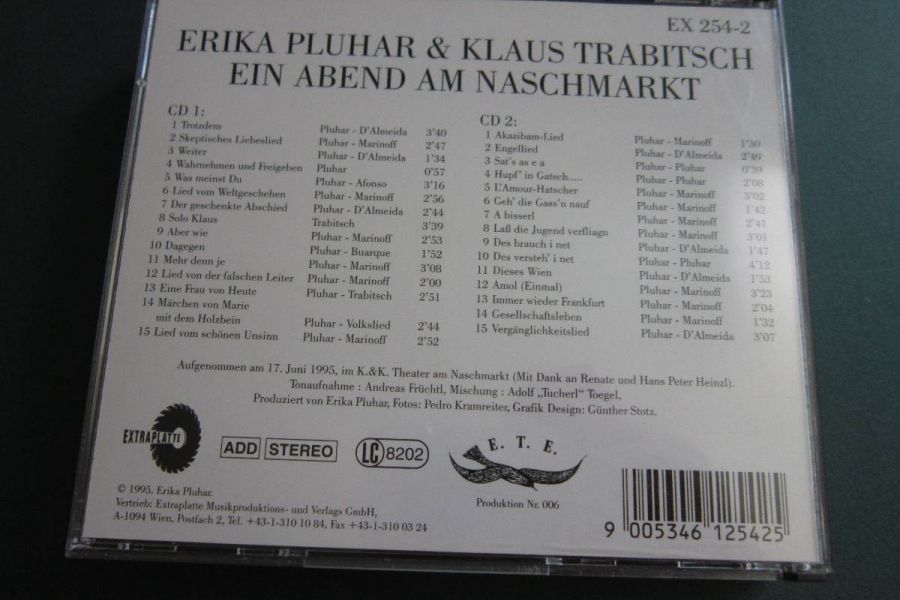 EX 254-2
ERIKA PLUHAR & KLAUS TRABITSCH
EIN ABEND AM NASCHMARKT
CD 1:
1 Trotzdem Pluhar - D'Almeida 3'40
2 Skeptisches Liebeslied Pluhar - Marinoff 2'47
3 Weiter Pluhar - D'Almeida 1'34
4 Wahrnehmen und Freigeben Pluhar 0'57
5 Was meinst Du Pluhar - Afonso 3'16
6 Lied vom Weltgeschehen Pluhar - Marinoff 2'56
7 Der geschenkte Abschied Pluhar - D'Almeida 2'44
8 Solo Klaus Trabitsch 3'39
9 Aber wie Pluhar - Marinoff 2'53
10 Dagegen Pluhar - Buarque 1'52
11 Mehr denn je Pluhar - Marinoff 3'08
12 Lied von der falschen Leiter Pluhar - Marinoff 2'00
13 Eine Frau von Heute Pluhar - Trabitsch 2'51
14 Märchen von Marie
mit dem Holzbein Pluhar - Volkslied 2'44
15 Lied vom schönen Unsinn Pluhar - Marinoff 2'52
CD 2:
1 Akazibam-Lied Pluhar - Marinoff 1'30
2 Engellied Pluhar - D'Almeida 2'49
3 Sat's as e a Pluhar - Pluhar 0'39
4 Hupf' in Gatsch..... Pluhar - Pluhar 2'08
5 L'Amour-Hatscher Pluhar - Marinoff 3'02
6 Geh' die Gass'n nauf Pluhar - Marinoff 1'42
7 A bisserl Pluhar - Marinoff 2'41
8 Laß die Jugend verfliagn Pluhar - Marinoff 3'01
9 Des brauch i net Pluhar - D'Almeida 1'47
10 Des versteh' i net Pluhar - Pluhar 4'12
11 Dieses Wien Pluhar - D'Almeida 1'53
12 Amol (Einmal) Pluhar - Marinoff 3'23
13 Immer wieder Frankfurt Pluhar - Marinoff 2'04
14 Gesellschaftsleben Pluhar - Marinoff 1'32
15 Vergänglichkeitslied Pluhar - D'Almeida 3'07
Aufgenommen am 17. Juni 1995, im K.&K. Theater am Naschmarkt (Mit Dank an Renate und Hans Peter Heinzl).
Tonaufnahme : Andreas Früchtl, Mischung : Adolf „Tucherl" Toegel,
Produziert von Erika Pluhar, Fotos: Pedro Kramreiter, Grafik Design: Günther Stotz.
EXTRAPLATTE
ADD STEREO
LC 8202
E. T. E.
Produktion Nr. 006
© 1995. Erika Pluhar.
Vertrieb: Extraplatte Musikproduktions- und Verlags GmbH,
A-1094 Wien, Postfach 2, Tel. +43-1-310 10 84, Fax +43-1-310 03 24
9 005346 125425